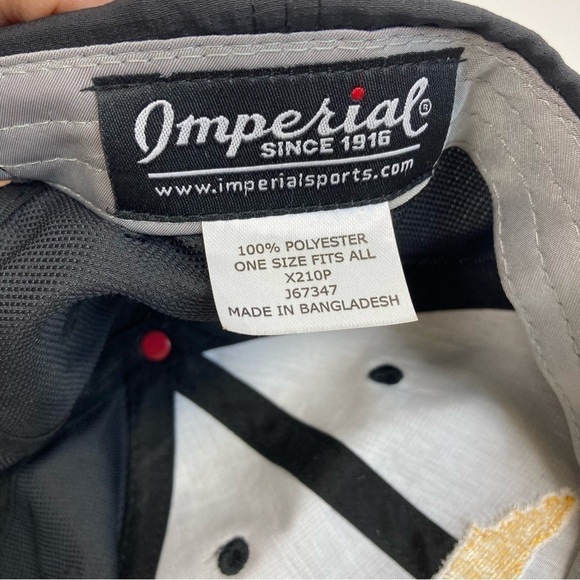 Imperial®
SINCE 1916
www.imperialsports.com
100% POLYESTER
ONE SIZE FITS ALL
X210P
J67347
MADE IN BANGLADESH